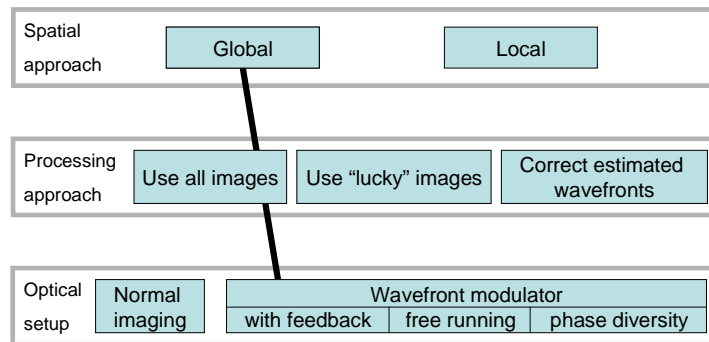 Spatial
approach
Global
Local
Processing
approach
Use all images
Use “lucky” images
Correct estimated
wavefronts
Optical
setup
Normal
imaging
Wavefront modulator
with feedback
free running
phase diversity